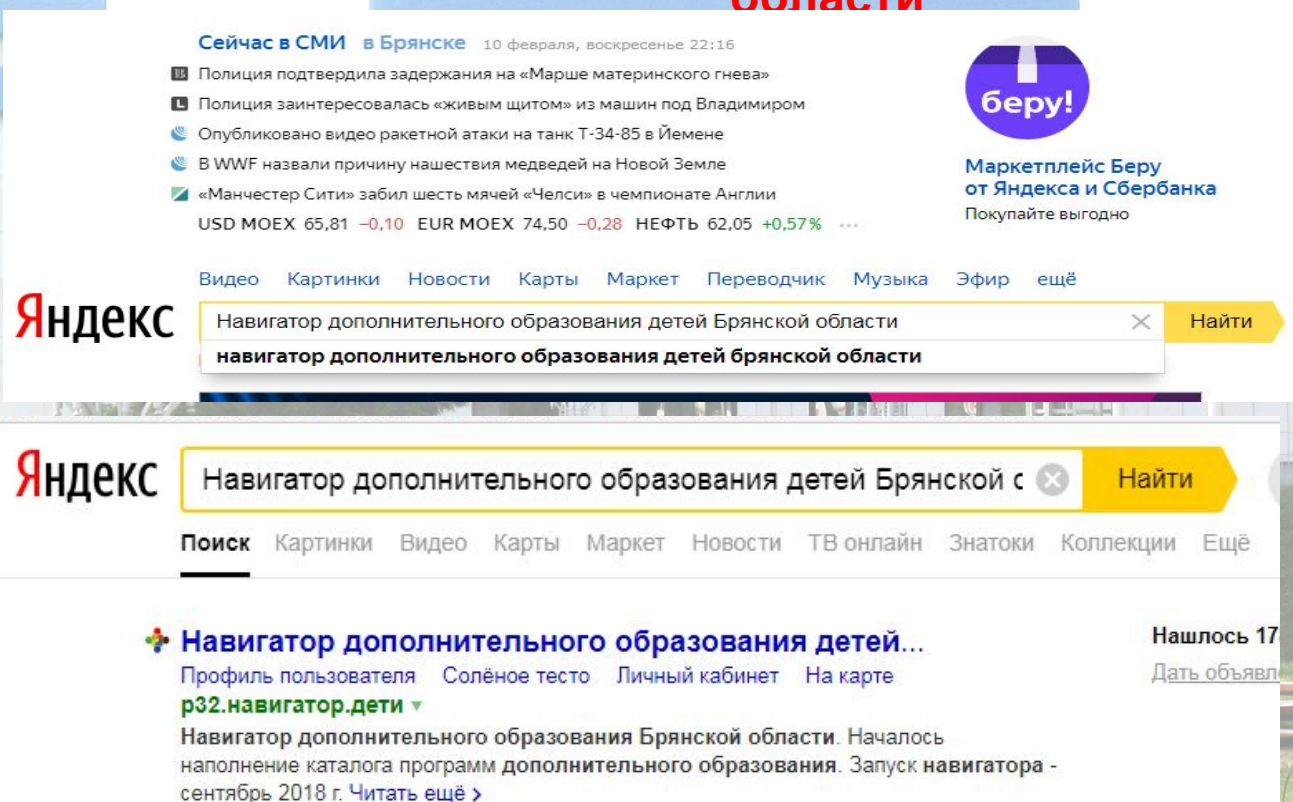 области
Сейчас в СМИ в Брянске 10 февраля, воскресенье 22:16
Полиция подтвердила задержания на «Марше материнского гнева»
Полиция заинтересовалась «живым щитом» из машин под Владимиром
Опубликовано видео ракетной атаки на танк Т-34-85 в Йемене
В WWF назвали причину нашествия медведей на Новой Земле
«Манчестер Сити» забил шесть мячей «Челси» в чемпионате Англии
USD MOEX 65,81 −0,10 EUR MOEX 74,50 −0,28 НЕФТЬ 62,05 +0,57% ...
беру!
Маркетплейс Беру
от Яндекса и Сбербанка
Покупайте выгодно
Видео Картинки Новости Карты Маркет Переводчик Музыка Эфир ещё
Яндекс Навигатор дополнительного образования детей Брянской области Найти
навигатор дополнительного образования детей брянской области
Яндекс Навигатор дополнительного образования детей Брянской о Найти
Поиск Картинки Видео Карты Маркет Новости ТВ онлайн Знатоки Коллекции Ещё
Навигатор дополнительного образования детей...
Профиль пользователя Солёное тесто Личный кабинет На карте
р32.навигатор.дети
Навигатор дополнительного образования Брянской области. Началось
наполнение каталога программ дополнительного образования. Запуск навигатора -
сентябрь 2018 г. Читать ещё >
Нашлось 17
Дать объявл